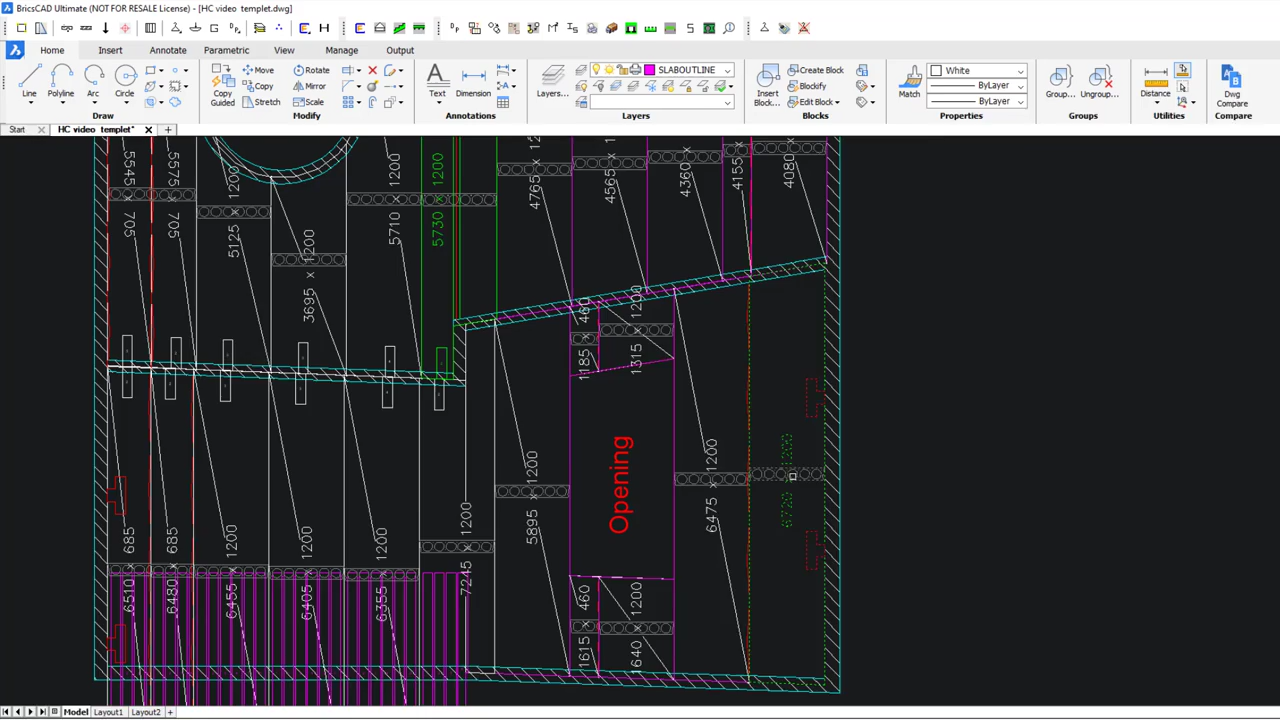 BricsCAD Ultimate (NOT FOR RESALE License) - [HC video  templet.dwg]
Home Insert Annotate Parametric View Manage Output
Line Polyline Arc Circle
Draw
Copy Guided Move Rotate Mirror Stretch Scale
Modify
A Text Dimension
Annotations
Layers... SLABOUTLINE
Layers
Insert Block... Create Block Blockify Edit Block
Blocks
Match White ByLayer ByLayer
Properties
Group... Ungroup...
Groups
Distance
Utilities
Dwg Compare
Compare
Start HC video templet*
5545 x 705
5575 x 705
1200
5125
3695 x 1200
5710 1200
5730 1200
4765 x
4665 x
4360 x
4155
4080
460
1185
1200
1315
Opening
5895 x 1200
6475 x 1200
6720 x 1200
6510 x 689
6480 x 689
6455 x 1200
6405 x 1200
6355 x 1200
7245 x 1200
460
1615
1200
1640
Model Layout1 Layout2